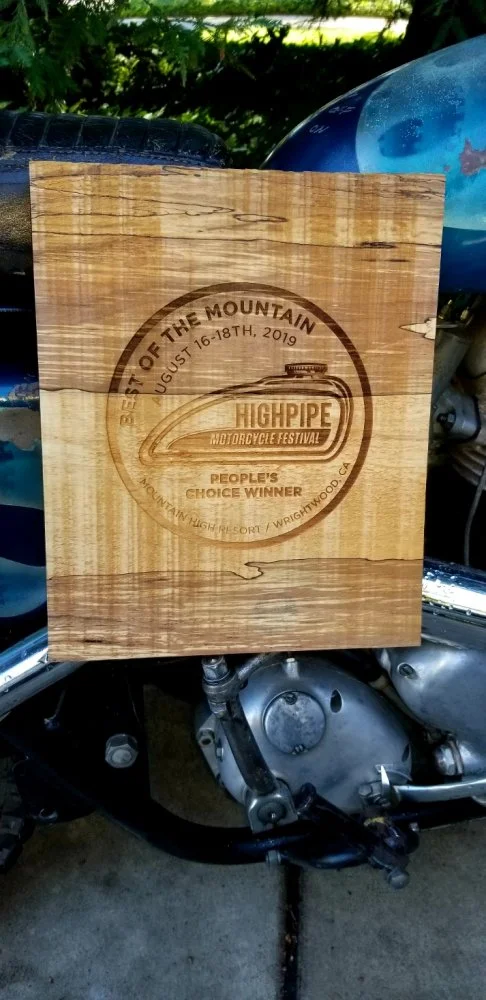 BEST OF THE MOUNTAIN
UGUST 16-18TH, 2019
HIGHPIPE
MOTORCYCLE FESTIVAL
PEOPLE'S
CHOICE WINNER
MOUNTAIN HIGH RESORT / WRIGHTWOOD, CA